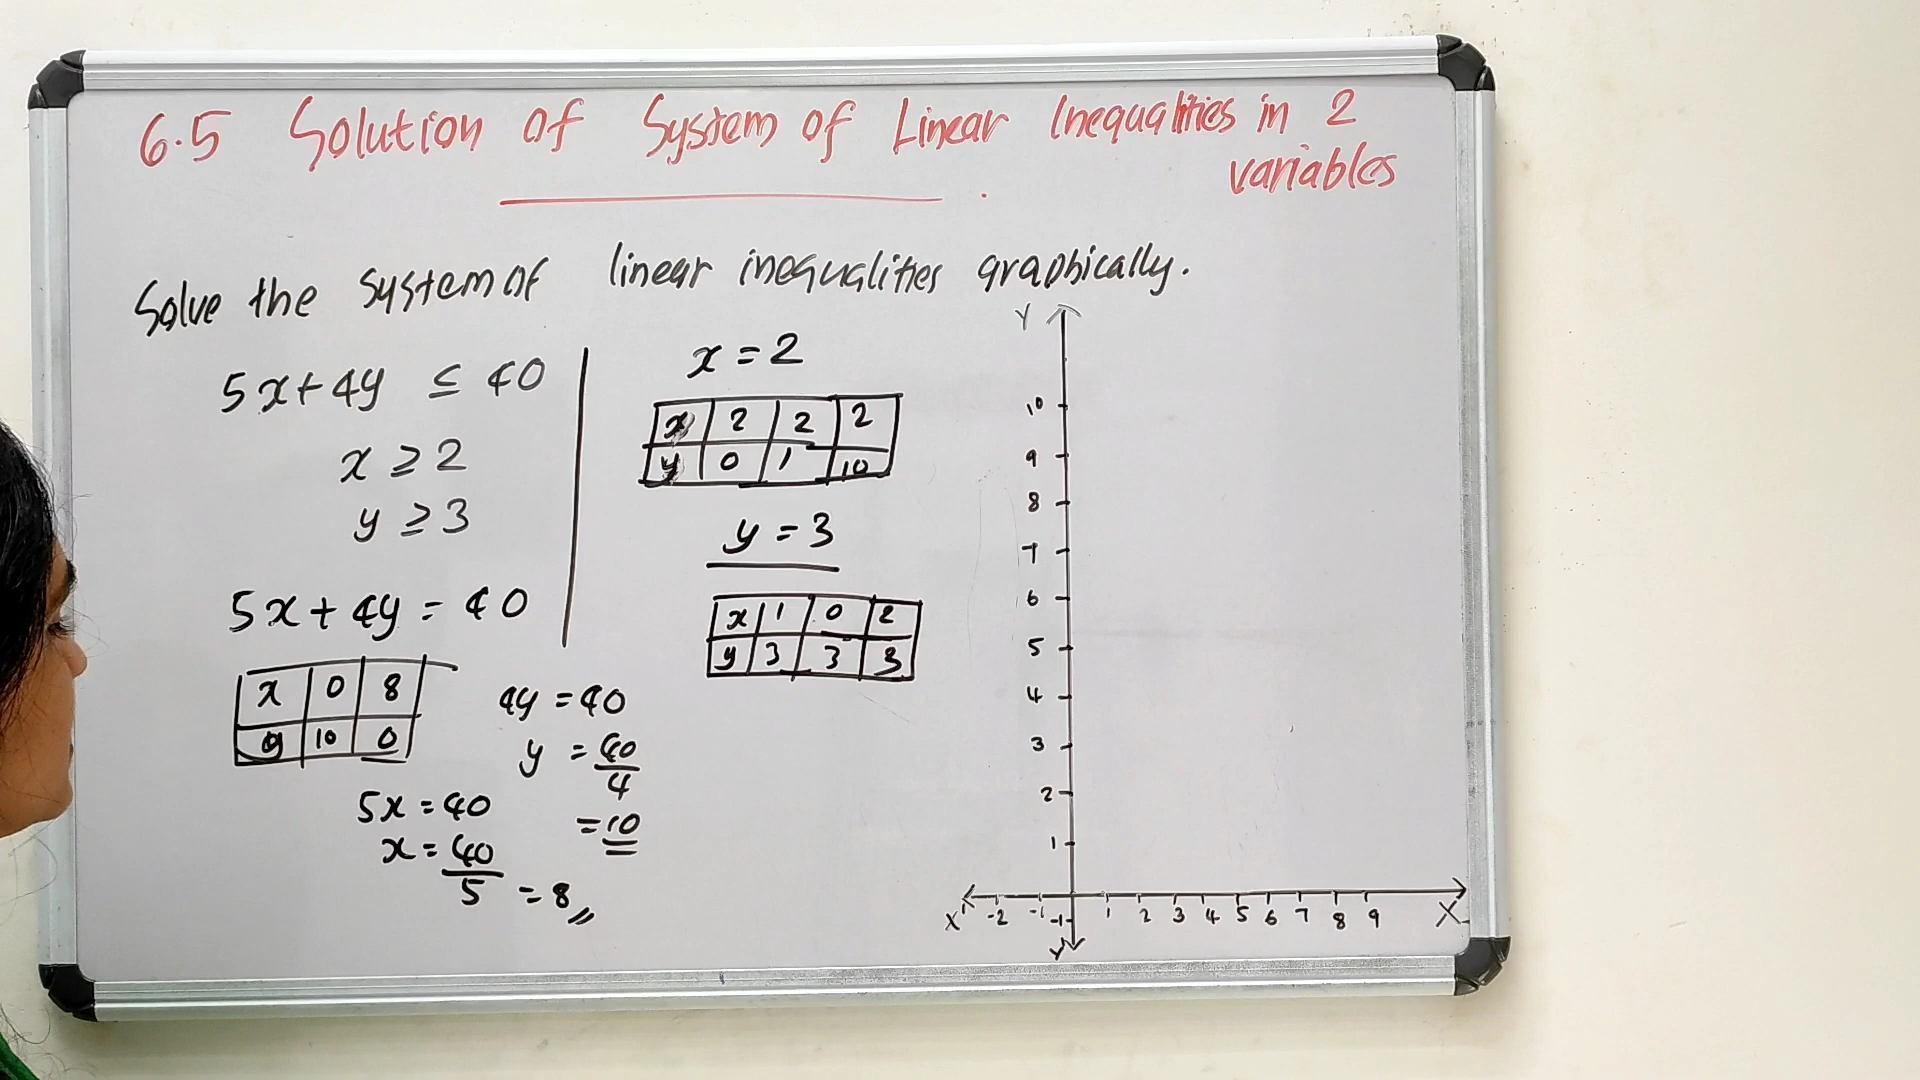 6.5 Solution of System of Linear Inequalities in 2
variables
Solve the system of linear inequalities graphically.
5x+4y ≤ 40
x ≥ 2
y ≥ 3
5x + 4y = 40
x 0 8
y 10 0
4y = 40
y = 40/4
= 10
5x = 40
x = 40/5 = 8
x = 2
x 2 2 2
y 0 1 10
y = 3
x 1 0 2
y 3 3 3
Y
10
9
8
7
6
5
4
3
2
1
X' -2 -1 1 2 3 4 5 6 7 8 9 X
-1
Y'